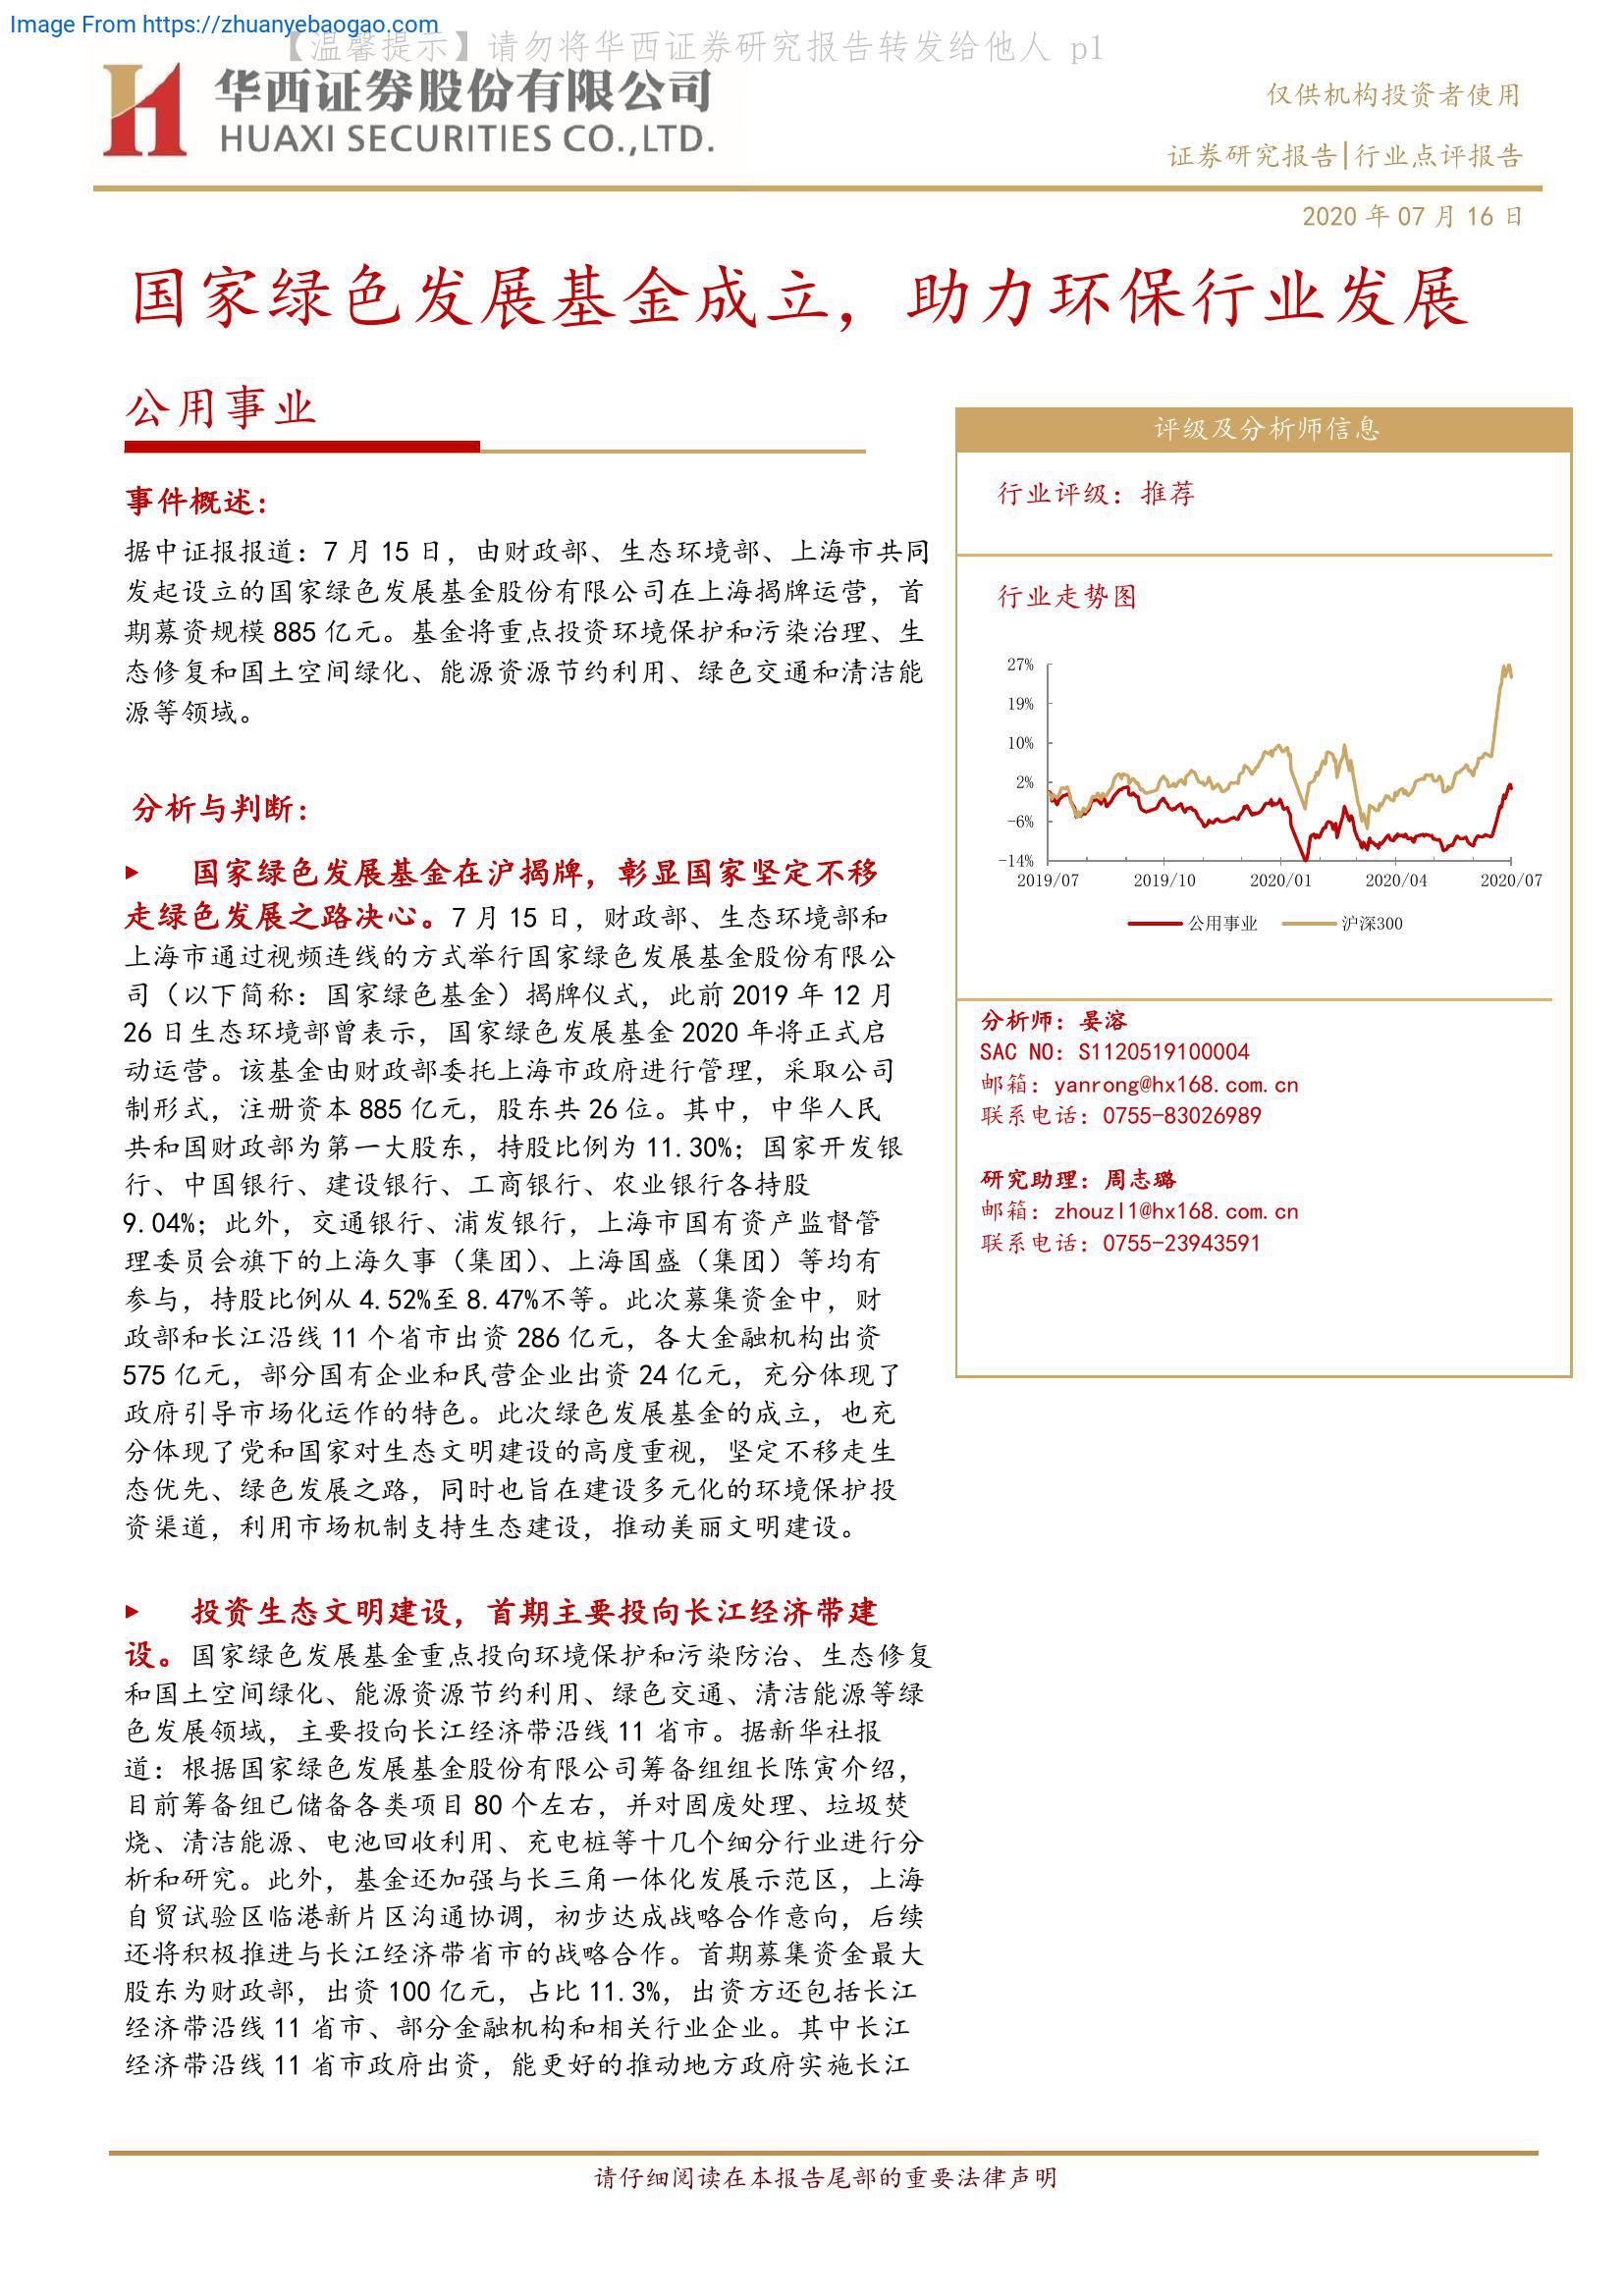 Image From https://zhuanyebaogao.com
【温馨提示】请勿将华西证券研究报告转发给他人 p1
华西证券股份有限公司
HUAXI SECURITIES CO.,LTD.
仅供机构投资者使用
证券研究报告|行业点评报告
2020 年 07 月 16 日
国家绿色发展基金成立，助力环保行业发展
公用事业
事件概述：
据中证报报道：7 月 15 日，由财政部、生态环境部、上海市共同
发起设立的国家绿色发展基金股份有限公司在上海揭牌运营，首
期募资规模 885 亿元。基金将重点投资环境保护和污染治理、生
态修复和国土空间绿化、能源资源节约利用、绿色交通和清洁能
源等领域。
分析与判断：
► 国家绿色发展基金在沪揭牌，彰显国家坚定不移
走绿色发展之路决心。7 月 15 日，财政部、生态环境部和
上海市通过视频连线的方式举行国家绿色发展基金股份有限公
司（以下简称：国家绿色基金）揭牌仪式，此前 2019 年 12 月
26 日生态环境部曾表示，国家绿色发展基金 2020 年将正式启
动运营。该基金由财政部委托上海市政府进行管理，采取公司
制形式，注册资本 885 亿元，股东共 26 位。其中，中华人民
共和国财政部为第一大股东，持股比例为 11.30%；国家开发银
行、中国银行、建设银行、工商银行、农业银行各持股
9.04%；此外，交通银行、浦发银行，上海市国有资产监督管
理委员会旗下的上海久事（集团）、上海国盛（集团）等均有
参与，持股比例从 4.52%至 8.47%不等。此次募集资金中，财
政部和长江沿线 11 个省市出资 286 亿元，各大金融机构出资
575 亿元，部分国有企业和民营企业出资 24 亿元，充分体现了
政府引导市场化运作的特色。此次绿色发展基金的成立，也充
分体现了党和国家对生态文明建设的高度重视，坚定不移走生
态优先、绿色发展之路，同时也旨在建设多元化的环境保护投
资渠道，利用市场机制支持生态建设，推动美丽文明建设。
► 投资生态文明建设，首期主要投向长江经济带建
设。国家绿色发展基金重点投向环境保护和污染防治、生态修复
和国土空间绿化、能源资源节约利用、绿色交通、清洁能源等绿
色发展领域，主要投向长江经济带沿线 11 省市。据新华社报
道：根据国家绿色发展基金股份有限公司筹备组组长陈寅介绍，
目前筹备组已储备各类项目 80 个左右，并对固废处理、垃圾焚
烧、清洁能源、电池回收利用、充电桩等十几个细分行业进行分
析和研究。此外，基金还加强与长三角一体化发展示范区，上海
自贸试验区临港新片区沟通协调，初步达成战略合作意向，后续
还将积极推进与长江经济带省市的战略合作。首期募集资金最大
股东为财政部，出资 100 亿元，占比 11.3%，出资方还包括长江
经济带沿线 11 省市、部分金融机构和相关行业企业。其中长江
经济带沿线 11 省市政府出资，能更好的推动地方政府实施长江
评级及分析师信息
行业评级：推荐
行业走势图
27%
19%
10%
2%
-6%
-14%
2019/07 2019/10 2020/01 2020/04 2020/07
公用事业 沪深300
分析师：晏溶
SAC NO：S1120519100004
邮箱：yanrong@hx168.com.cn
联系电话：0755-83026989
研究助理：周志璐
邮箱：zhouzl1@hx168.com.cn
联系电话：0755-23943591
请仔细阅读在本报告尾部的重要法律声明